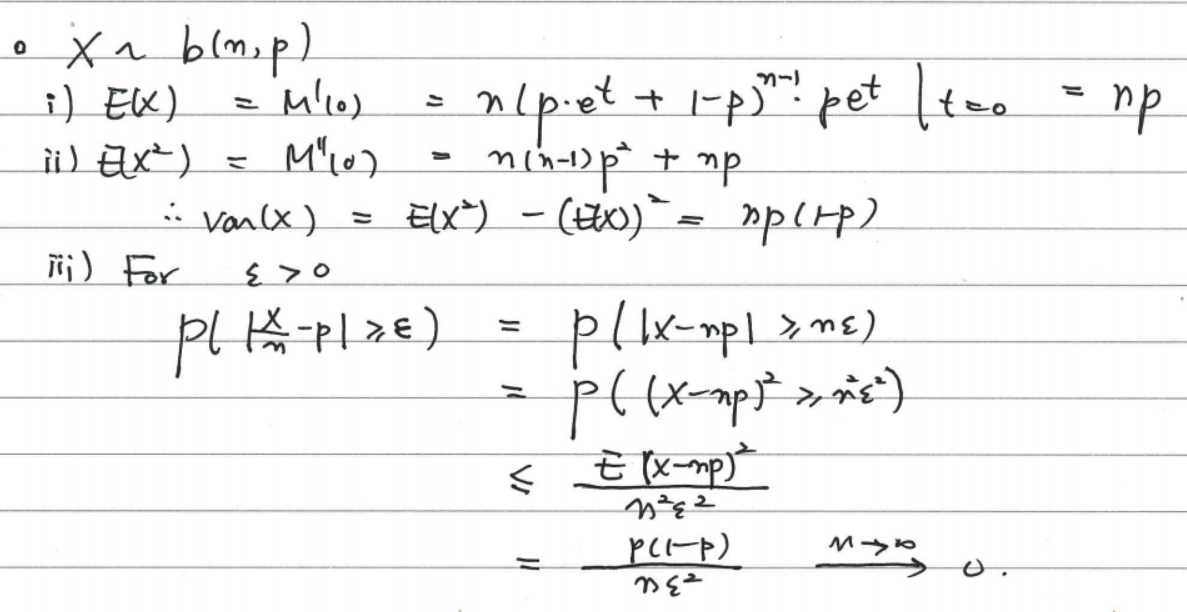 ∘ X ~ b(n, p)
i) E(X) = M'(0) = n(p·e^t + 1-p)^{n-1} · pe^t |_{t=0} = np
ii) E(X²) = M''(0) = n(n-1)p² + np
∴ var(X) = E(X²) - (E(X))² = np(1-p)
iii) For ε > 0
P( |X/n - p| ≥ ε ) = P( |X-np| ≥ nε)
= P( (X-np)² ≥ n²ε²)
≤ E(X-np)² / n²ε²
= p(1-p) / nε² \xrightarrow{n→∞} 0.